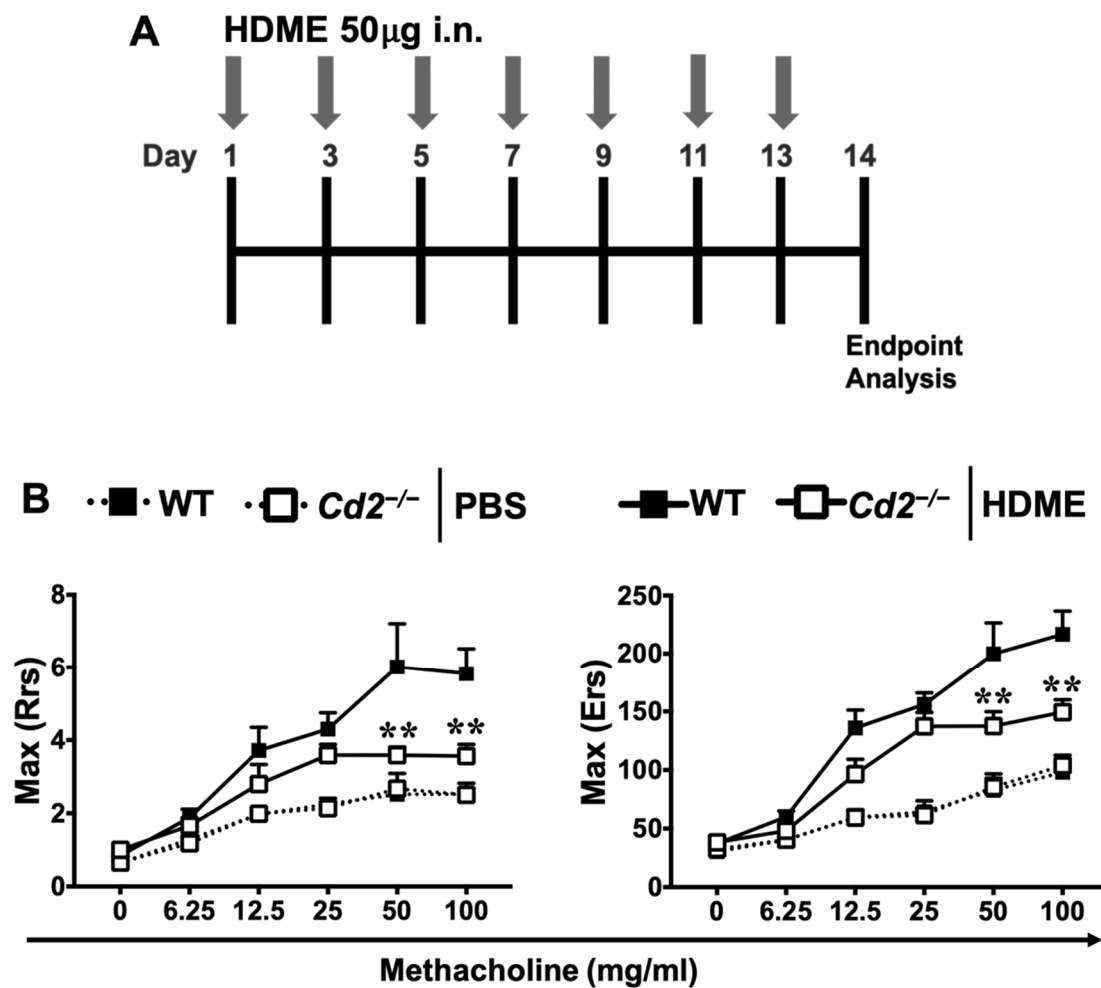 A HDME 50μg i.n.
Day 1 3 5 7 9 11 13 14
Endpoint
Analysis
B WT Cd2−/− PBS WT Cd2−/− HDME
8
6
4
2
0
Max (Rrs)
** **
0 6.25 12.5 25 50 100
250
200
150
100
50
0
Max (Ers)
** **
0 6.25 12.5 25 50 100
Methacholine (mg/ml)